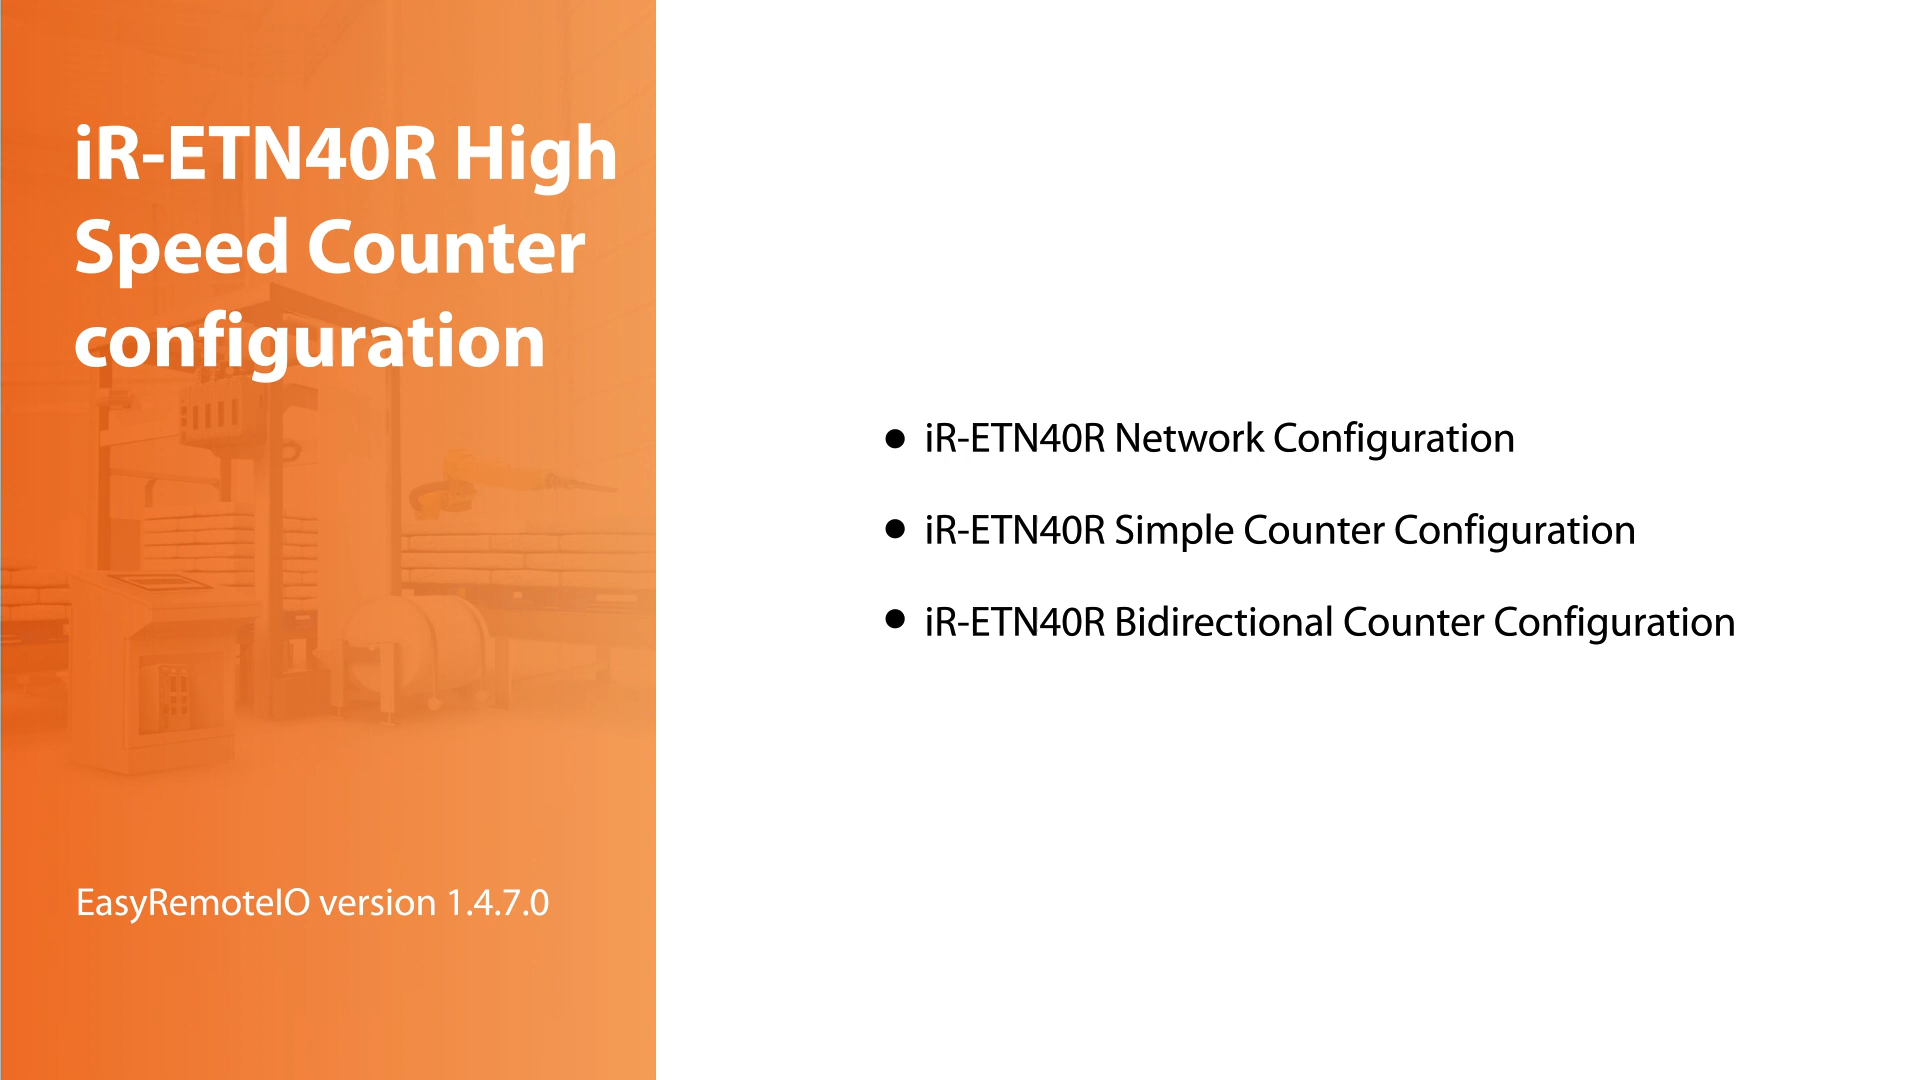 iR-ETN40R High
Speed Counter
configuration
EasyRemoteIO version 1.4.7.0
● iR-ETN40R Network Configuration
● iR-ETN40R Simple Counter Configuration
● iR-ETN40R Bidirectional Counter Configuration